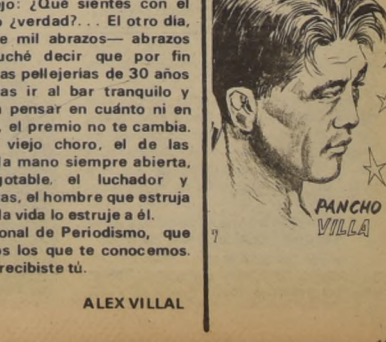 jo: ¿Qué sientes con el
¿verdad?... El otro día,
e mil abrazos— abrazos
uché decir que por fin
as pellejerías de 30 años
as ir al bar tranquilo y
pensar en cuánto ni en
, el premio no te cambia.
viejo choro, el de las
la mano siempre abierta,
gotable, el luchador y
as, el hombre que estruja
la vida lo estruje a él.
onal de Periodismo, que
os los que te conocemos.
recibiste tú.
ALEX VILLAL
PANCHO
VILLA